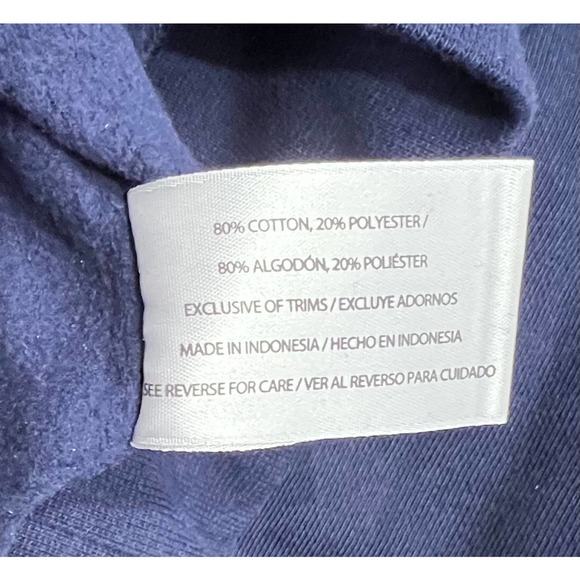 80% COTTON, 20% POLYESTER /
80% ALGODÓN, 20% POLIÉSTER
EXCLUSIVE OF TRIMS / EXCLUYE ADORNOS
MADE IN INDONESIA / HECHO EN INDONESIA
SEE REVERSE FOR CARE / VER AL REVERSO PARA CUIDADO